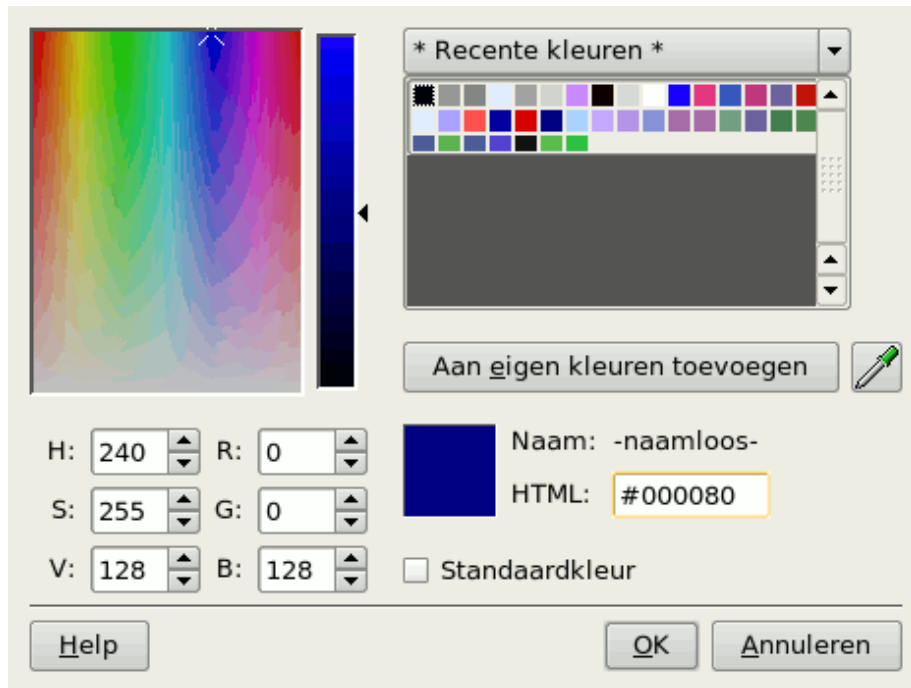 * Recente kleuren *
Aan eigen kleuren toevoegen
H: 240 R: 0
S: 255 G: 0
V: 128 B: 128
Naam: -naamloos-
HTML: #000080
Standaardkleur
Help OK Annuleren